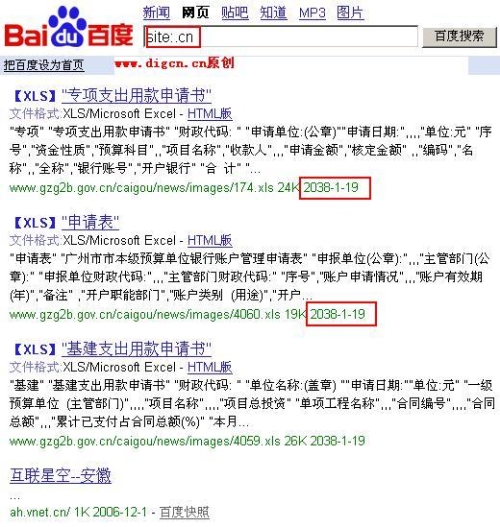 新闻 网页 贴吧 知道 MP3 图片
Bai du 百度 site:.cn 百度搜索
把百度设为首页 www.digcn.cn原创
【XLS】"专项支出用款申请书"
文件格式:XLS/Microsoft Excel - HTML版
"专项" "专项支出用款申请书" "财政代码: " "申请单位:(公章)""申请日期:",,,,"单位:元" "序
号","资金性质","预算科目",,"项目名称","收款人",,,"申请金额","核定金额" ,,"编码","名
称",,"全称","银行账号","开户银行" "合 计" "...
www.gzg2b.gov.cn/caigou/news/images/174.xls 24K 2038-1-19
【XLS】"申请表"
文件格式:XLS/Microsoft Excel - HTML版
"申请表" "广州市市本级预算单位银行账户管理申请表" "申报单位(公章):",,,"主管部门(公
章):" "申报单位财政代码:",,,"主管部门财政代码:" "序号","账户申请情况",,,"账户有效期
(年)","备注" ,"开户职能部门","账户类别 (用途)","开户...
www.gzg2b.gov.cn/caigou/news/images/4060.xls 19K 2038-1-19
【XLS】"基建支出用款申请书"
文件格式:XLS/Microsoft Excel - HTML版
"基建" "基建支出用款申请书" "财政代码: " "单位名称:(盖章) ""申请日期:""单位:元" "一级
预算单位 (主管部门)",,,,"项目名称",,,,"项目总投资" "单项工程名称",,,"合同编号",,,,"合同
总额",,,"累计已支付占合同总额(%)" "本月...
www.gzg2b.gov.cn/caigou/news/images/4059.xls 26K 2038-1-19
互联星空--安徽
...
ah.vnet.cn/ 1K 2006-12-1 - 百度快照